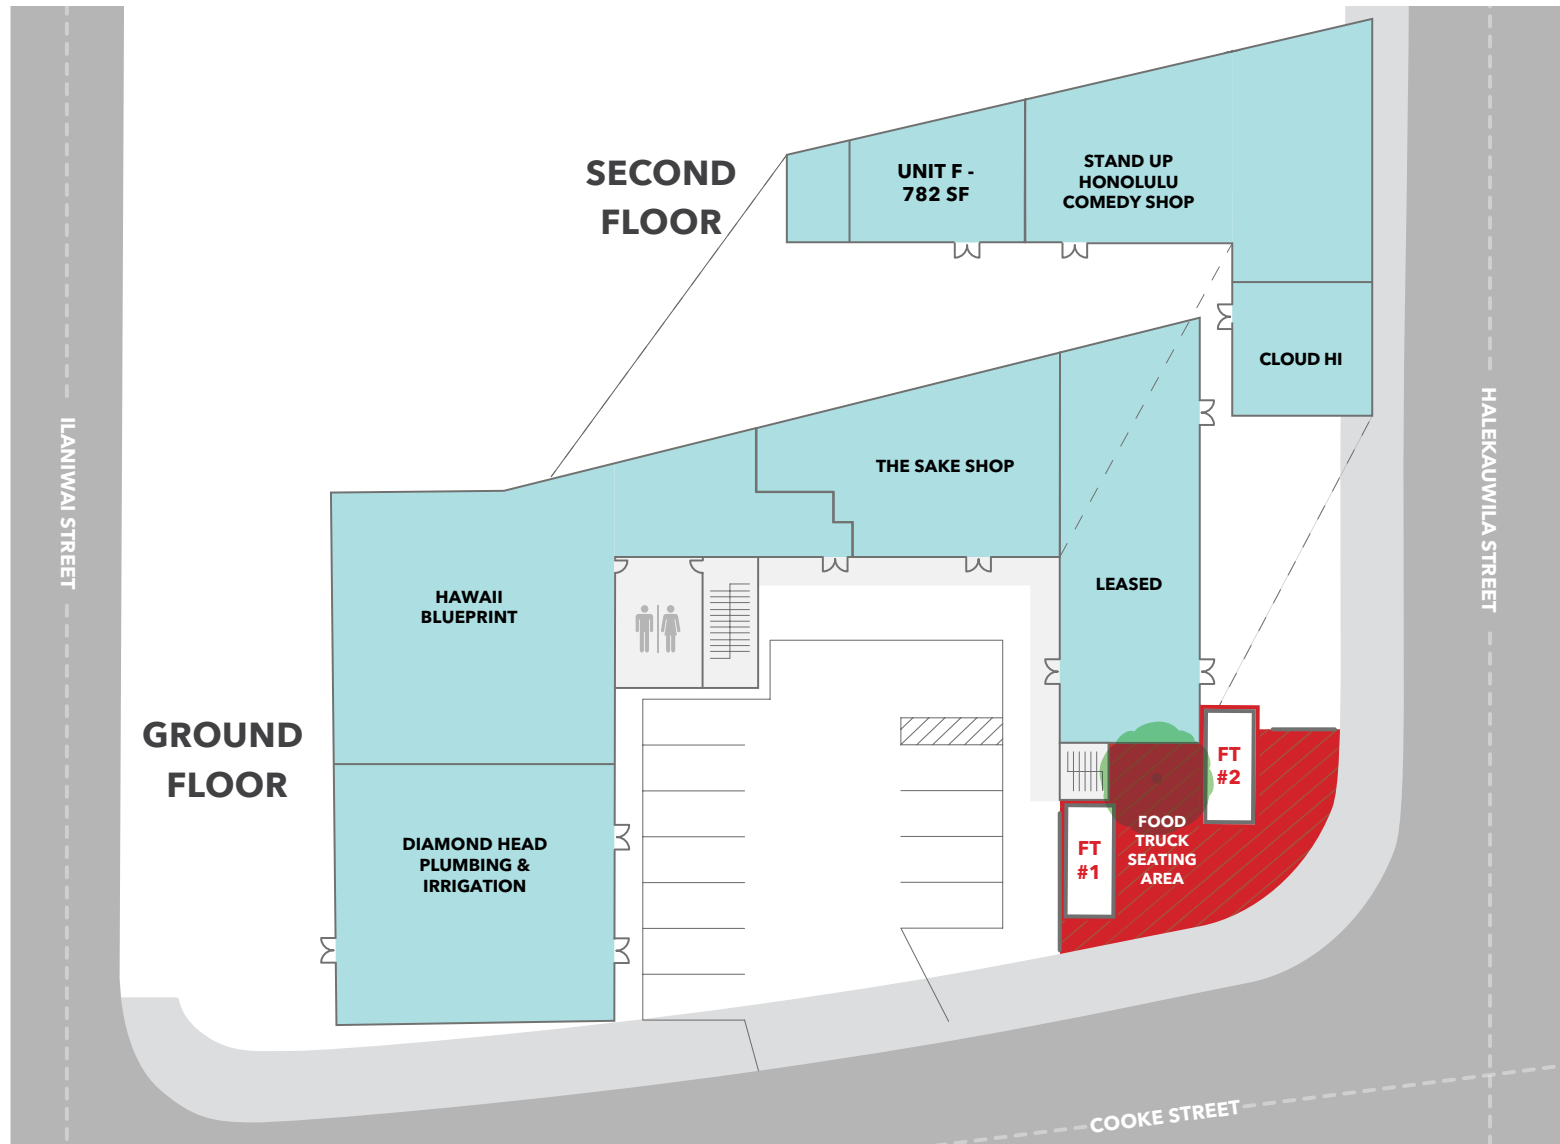 SECOND
FLOOR
UNIT F -
782 SF
STAND UP
HONOLULU
COMEDY SHOP
CLOUD HI
THE SAKE SHOP
LEASED
HAWAII
BLUEPRINT
GROUND
FLOOR
DIAMOND HEAD
PLUMBING &
IRRIGATION
FT
#2
FT
#1
FOOD
TRUCK
SEATING
AREA
ILANIWAI STREET
HALEKAUWILA STREET
COOKE STREET